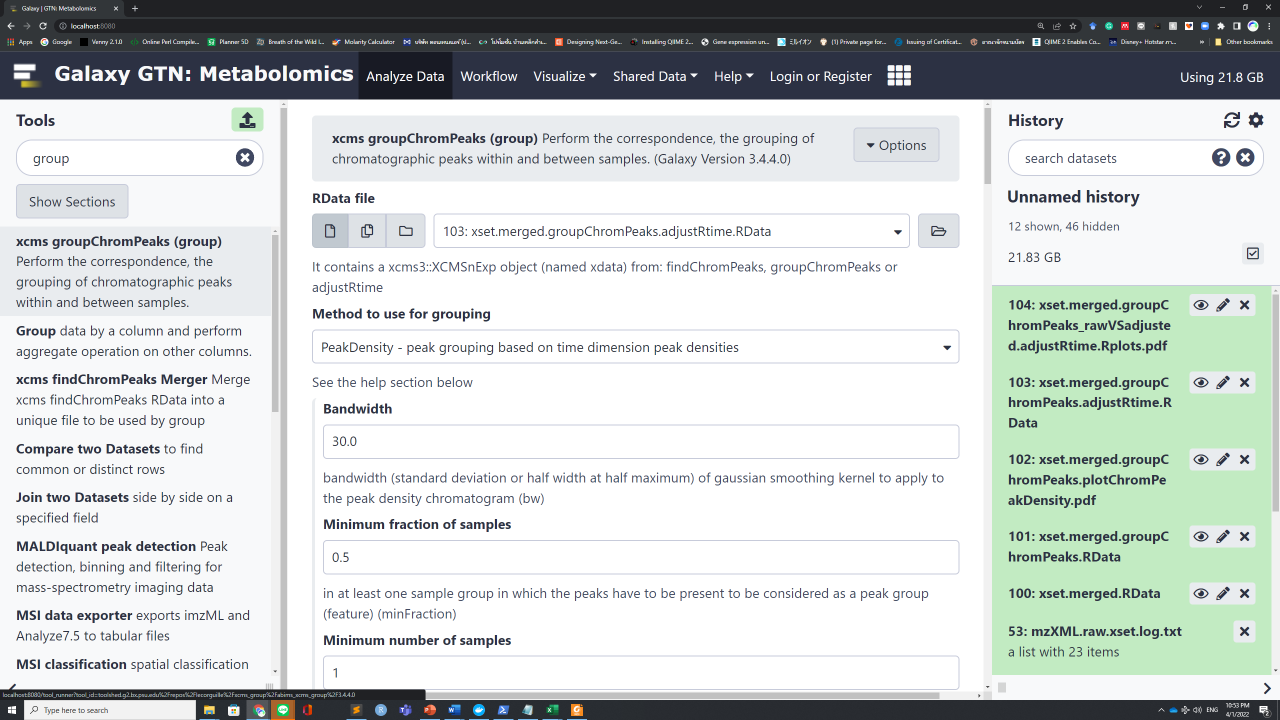 Galaxy | GTN: Metabolomics
localhost:8080
Apps
Google
Venny 2.1.0
Online Perl Compile...
Planner 5D
Breath of the Wild I...
Molarity Calculator
Designing Next-Ge...
Installing QIIME 2...
Gene expression un...
(1) Private page for...
Issuing of Certificat...
QIIME 2 Enables Co...
Disney+ Hotstar ก...
Other bookmarks
Galaxy GTN: Metabolomics
Analyze Data
Workflow
Visualize
Shared Data
Help
Login or Register
Using 21.8 GB
Tools
group
Show Sections
xcms groupChromPeaks (group)
Perform the correspondence, the
grouping of chromatographic peaks
within and between samples.
Group data by a column and perform
aggregate operation on other columns.
xcms findChromPeaks Merger Merge
xcms findChromPeaks RData into a
unique file to be used by group
Compare two Datasets to find
common or distinct rows
Join two Datasets side by side on a
specified field
MALDIquant peak detection Peak
detection, binning and filtering for
mass-spectrometry imaging data
MSI data exporter exports imzML and
Analyze7.5 to tabular files
MSI classification spatial classification
xcms groupChromPeaks (group) Perform the correspondence, the grouping of
chromatographic peaks within and between samples. (Galaxy Version 3.4.4.0)
Options
RData file
103: xset.merged.groupChromPeaks.adjustRtime.RData
It contains a xcms3::XCMSnExp object (named xdata) from: findChromPeaks, groupChromPeaks or
adjustRtime
Method to use for grouping
PeakDensity - peak grouping based on time dimension peak densities
See the help section below
Bandwidth
30.0
bandwidth (standard deviation or half width at half maximum) of gaussian smoothing kernel to apply to
the peak density chromatogram (bw)
Minimum fraction of samples
0.5
in at least one sample group in which the peaks have to be present to be considered as a peak group
(feature) (minFraction)
Minimum number of samples
1
History
search datasets
Unnamed history
12 shown, 46 hidden
21.83 GB
104: xset.merged.groupC
hromPeaks_rawVSadjuste
d.adjustRtime.Rplots.pdf
103: xset.merged.groupC
hromPeaks.adjustRtime.R
Data
102: xset.merged.groupC
hromPeaks.plotChromPe
akDensity.pdf
101: xset.merged.groupC
hromPeaks.RData
100: xset.merged.RData
53: mzXML.raw.xset.log.txt
a list with 23 items
localhost:8080/tool_runner?tool_id=toolshed.g2.bx.psu.edu%2Frepos%2Flecorguille%2Fxcms_group%2Fabims_xcms_group%2F3.4.4.0
Type here to search
ENG
10:53 PM
4/1/2022